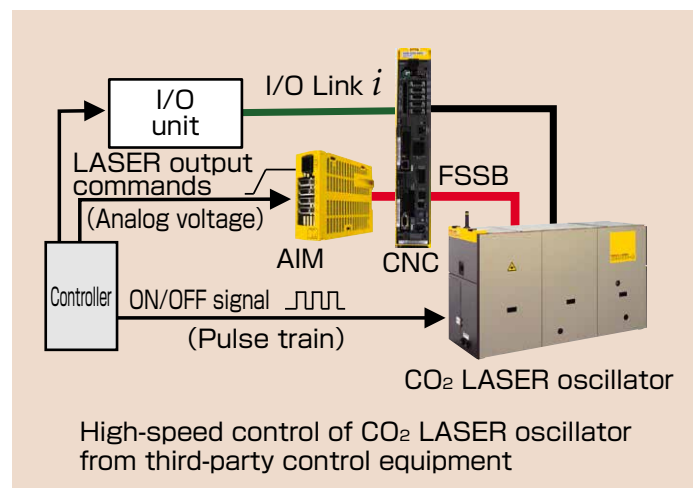 I/O Link i
I/O
unit
LASER output
commands
(Analog voltage)
FSSB
AIM
CNC
Controller
ON/OFF signal
(Pulse train)
CO₂ LASER oscillator
High-speed control of CO₂ LASER oscillator
from third-party control equipment